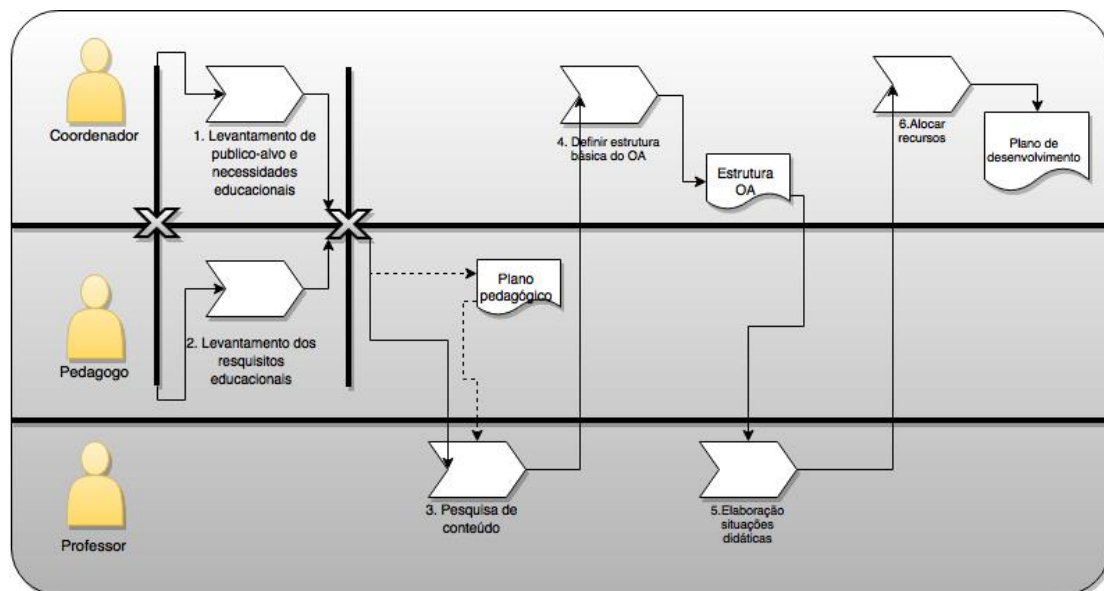 Coordenador
1. Levantamento de
publico-alvo e
necessidades
educacionais
4. Definir estrutura
básica do OA
Estrutura
OA
6.Alocar
recursos
Plano de
desenvolvimento
Pedagogo
2. Levantamento dos
resquisitos
educacionais
Plano
pedagógico
Professor
3. Pesquisa de
conteúdo
5.Elaboração
situações
didáticas